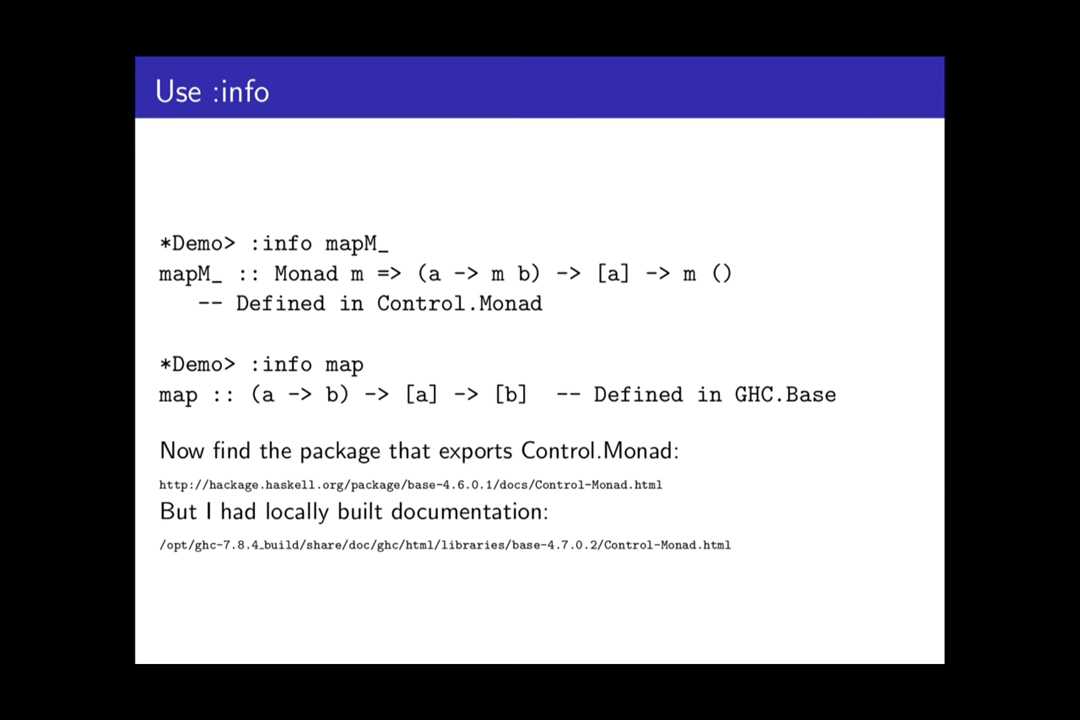 Use :info
*Demo> :info mapM_
mapM_ :: Monad m => (a -> m b) -> [a] -> m ()
-- Defined in Control.Monad
*Demo> :info map
map :: (a -> b) -> [a] -> [b]  -- Defined in GHC.Base
Now find the package that exports Control.Monad:
http://hackage.haskell.org/package/base-4.6.0.1/docs/Control-Monad.html
But I had locally built documentation:
/opt/ghc-7.8.4_build/share/doc/ghc/html/libraries/base-4.7.0.2/Control-Monad.html